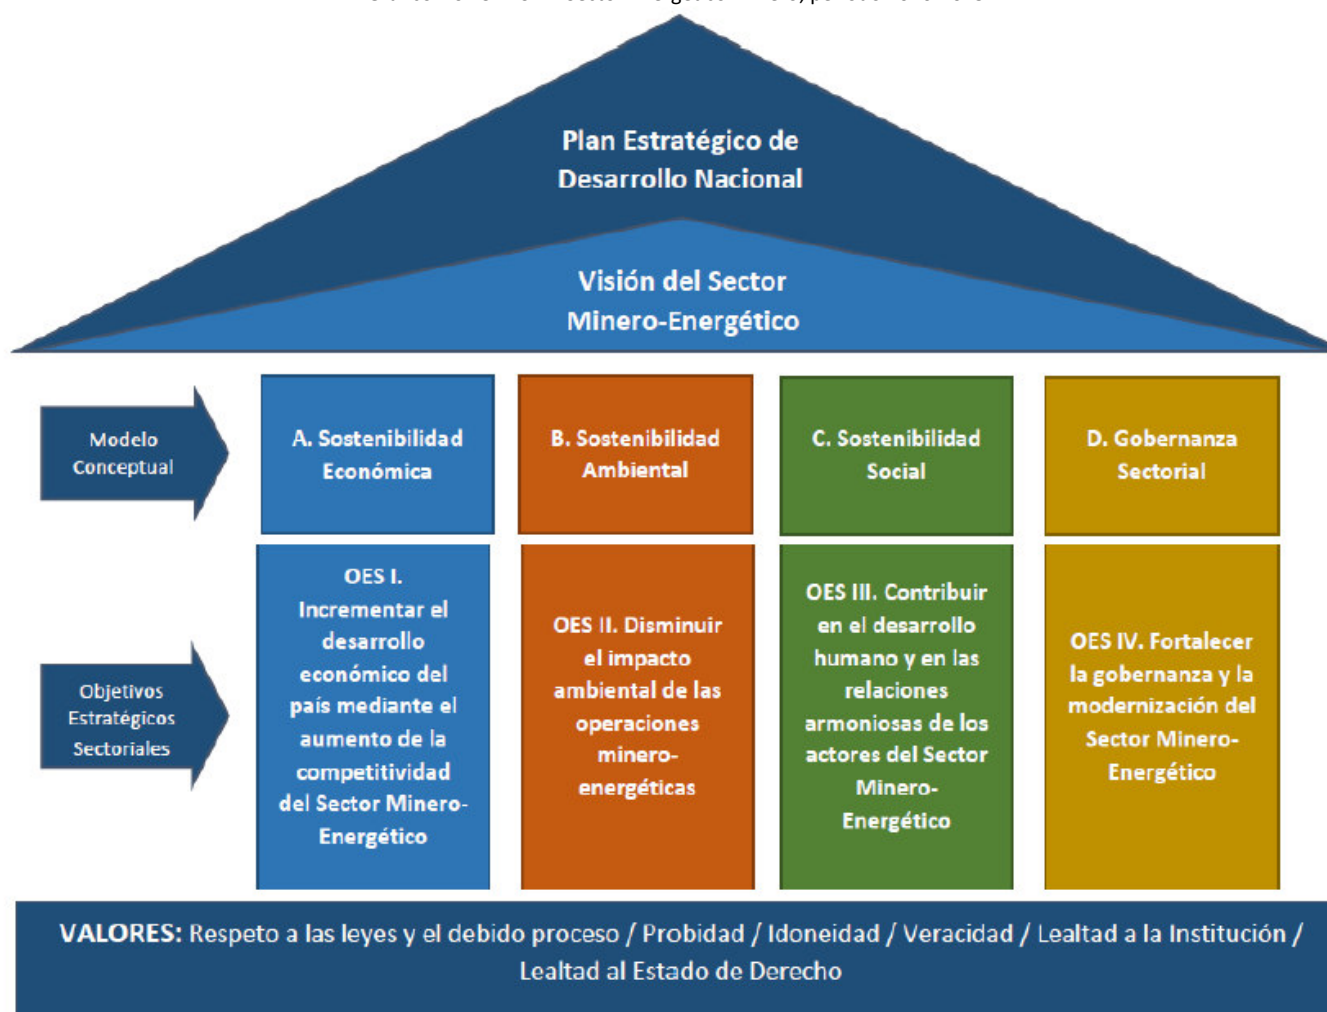 Plan Estratégico de
Desarrollo Nacional
Visión del Sector
Minero-Energético
Modelo
Conceptual
A. Sostenibilidad
Económica
B. Sostenibilidad
Ambiental
C. Sostenibilidad
Social
D. Gobernanza
Sectorial
Objetivos
Estratégicos
Sectoriales
OES I.
Incrementar el
desarrollo
económico del
país mediante el
aumento de la
competitividad
del Sector Minero-
Energético
OES II. Disminuir
el impacto
ambiental de las
operaciones
minero-
energéticas
OES III. Contribuir
en el desarrollo
humano y en las
relaciones
armoniosas de los
actores del Sector
Minero-
Energético
OES IV. Fortalecer
la gobernanza y la
modernización del
Sector Minero-
Energético
VALORES: Respeto a las leyes y el debido proceso / Probidad / Idoneidad / Veracidad / Lealtad a la Institución /
Lealtad al Estado de Derecho